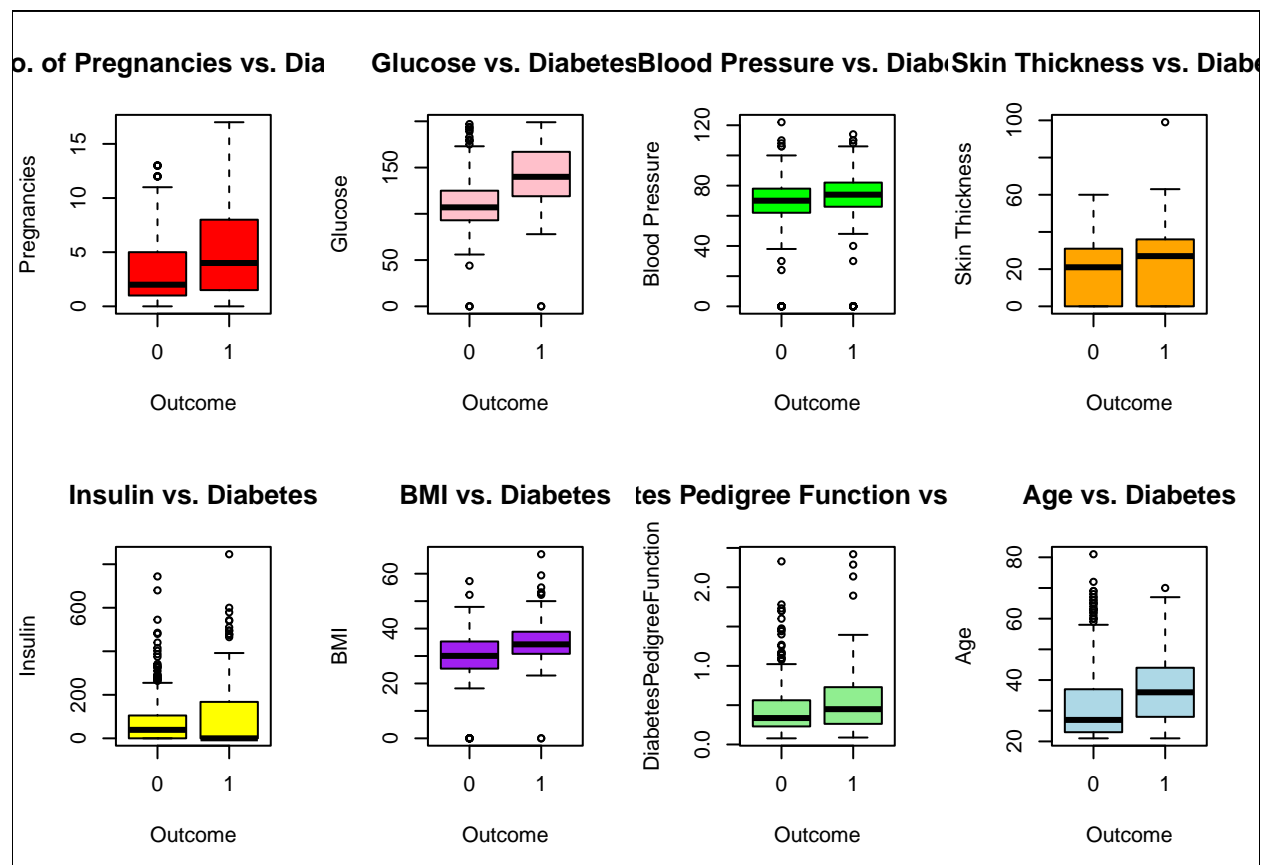 o. of Pregnancies vs. Dia
Glucose vs. Diabetes
Blood Pressure vs. Diab
Skin Thickness vs. Diabe
Pregnancies
0
5
10
15
0 1
Outcome
Glucose
0
50
150
0 1
Outcome
Blood Pressure
0
40
80
120
0 1
Outcome
Skin Thickness
0
20
60
100
0 1
Outcome
Insulin vs. Diabetes
BMI vs. Diabetes
tes Pedigree Function vs
Age vs. Diabetes
Insulin
0
200
600
0 1
Outcome
BMI
0
20
40
60
0 1
Outcome
DiabetesPedigreeFunction
0.0
1.0
2.0
0 1
Outcome
Age
20
40
60
80
0 1
Outcome